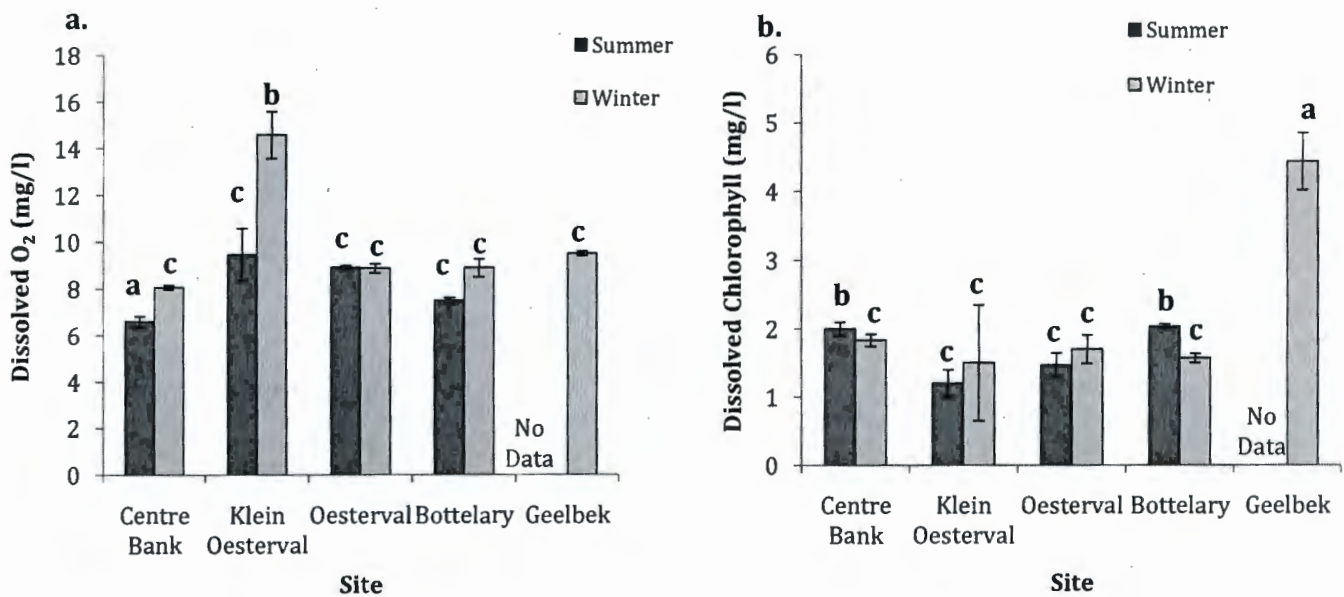 a.
Summer
Winter
Dissolved O₂ (mg/l)
18
16
14
12
10
8
6
4
2
0
a
c
c
b
c
c
c
c
c
No
Data
Centre
Bank
Klein
Oesterval
Oesterval
Bottelary
Geelbek
Site
b.
Summer
Winter
Dissolved Chlorophyll (mg/l)
6
5
4
3
2
1
0
b
c
c
c
c
c
b
c
a
No
Data
Centre
Bank
Klein
Oesterval
Oesterval
Bottelary
Geelbek
Site